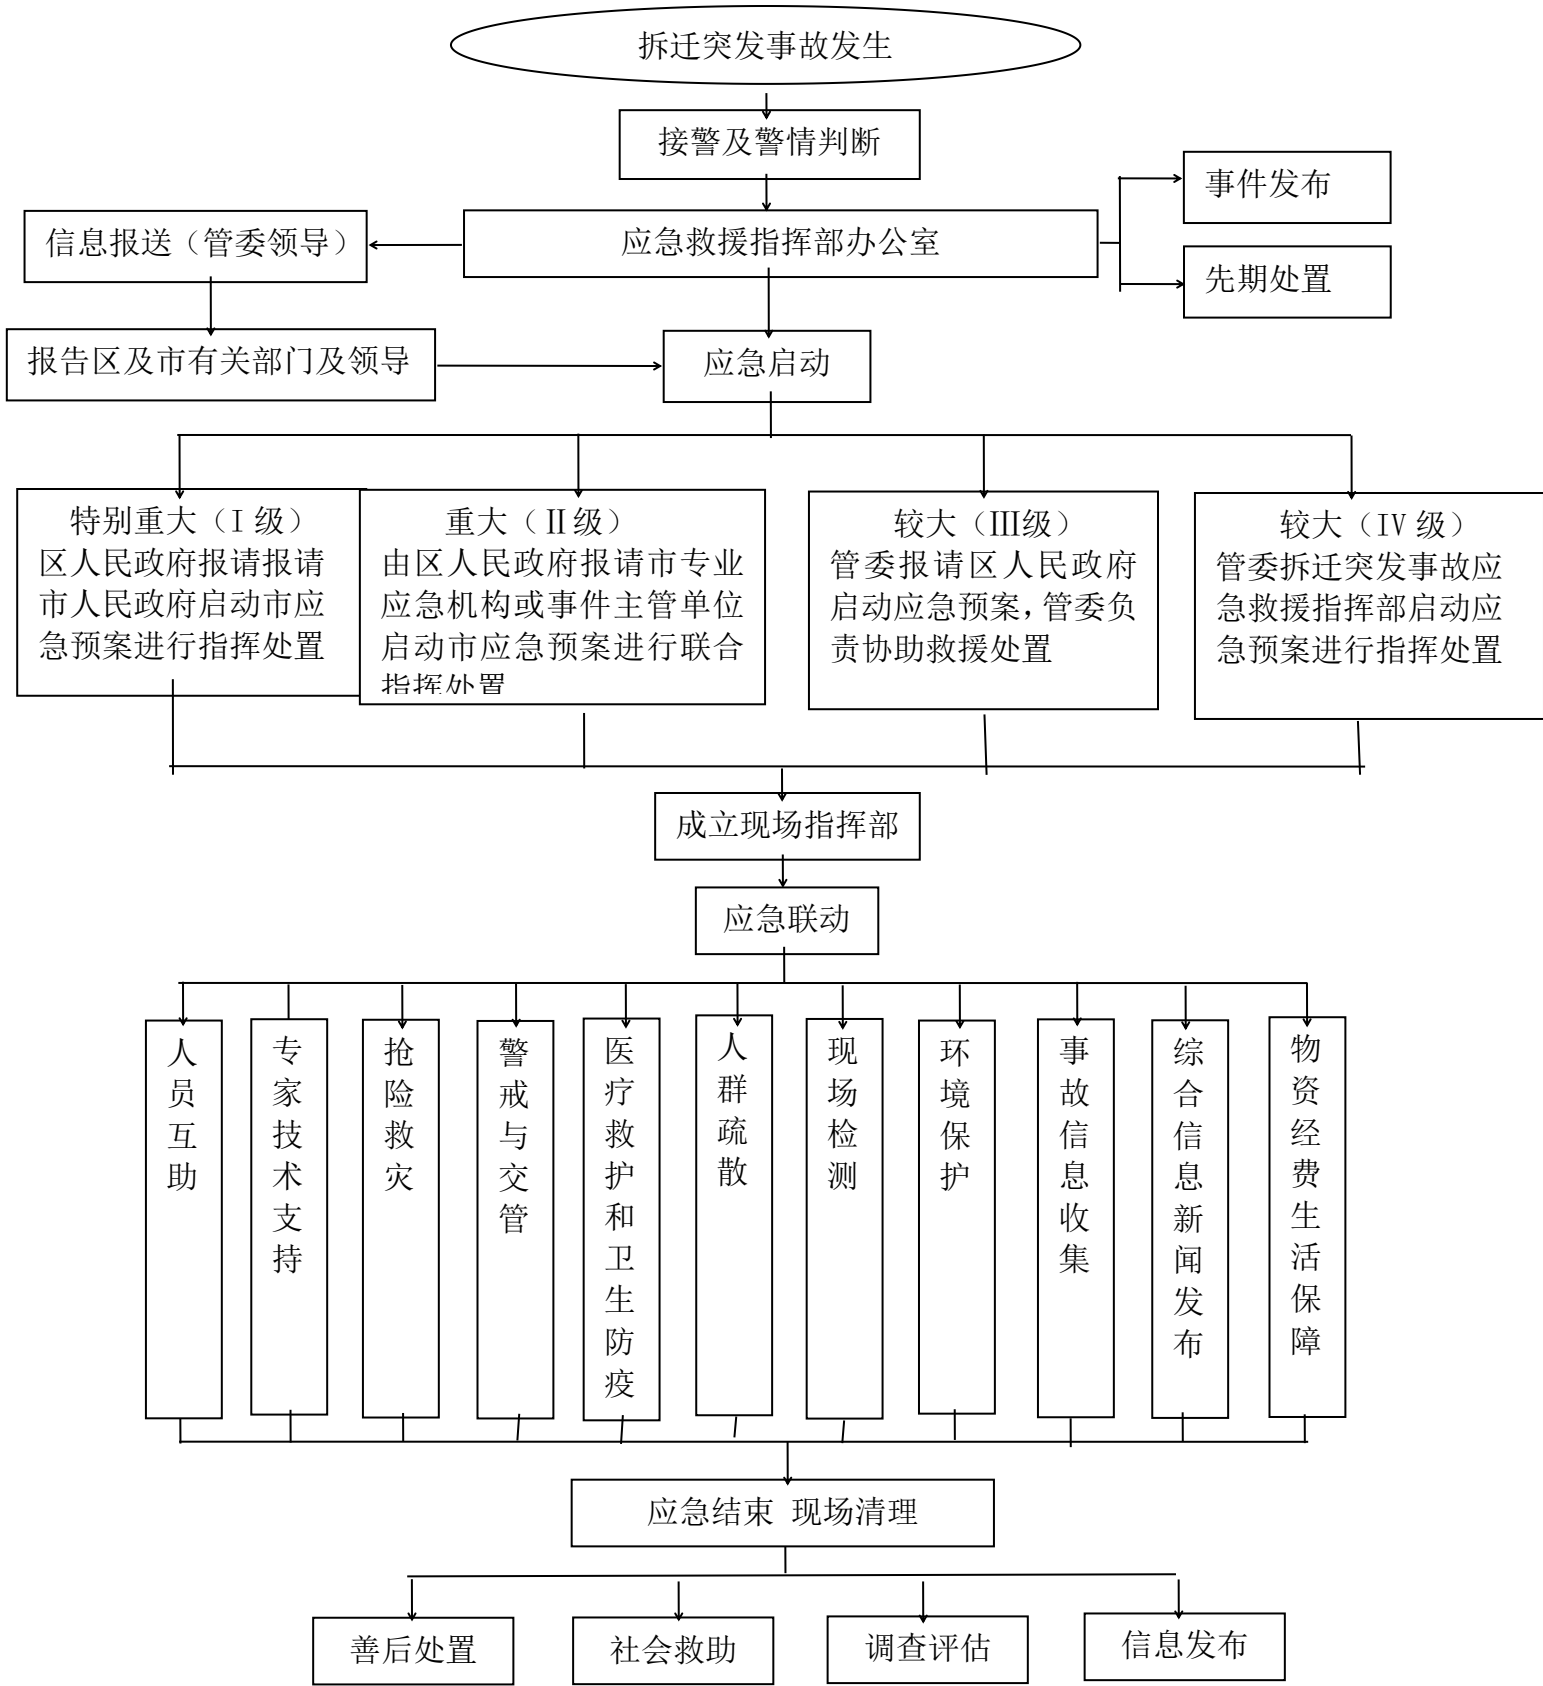 拆迁突发事故发生
接警及警情判断
事件发布
信息报送（管委领导）
应急救援指挥部办公室
先期处置
报告区及市有关部门及领导
应急启动
特别重大（I 级）
区人民政府报请报请
市人民政府启动市应
急预案进行指挥处置
重大（Ⅱ级）
由区人民政府报请市专业
应急机构或事件主管单位
启动市应急预案进行联合
指挥处置
较大（Ⅲ级）
管委报请区人民政府
启动应急预案，管委负
责协助救援处置
较大（IV 级）
管委拆迁突发事故应
急救援指挥部启动应
急预案进行指挥处置
成立现场指挥部
应急联动
人员互助
专家技术支持
抢险救灾
警戒与交管
医疗救护和卫生防疫
人群疏散
现场检测
环境保护
事故信息收集
综合信息新闻发布
物资经费生活保障
应急结束 现场清理
善后处置
社会救助
调查评估
信息发布